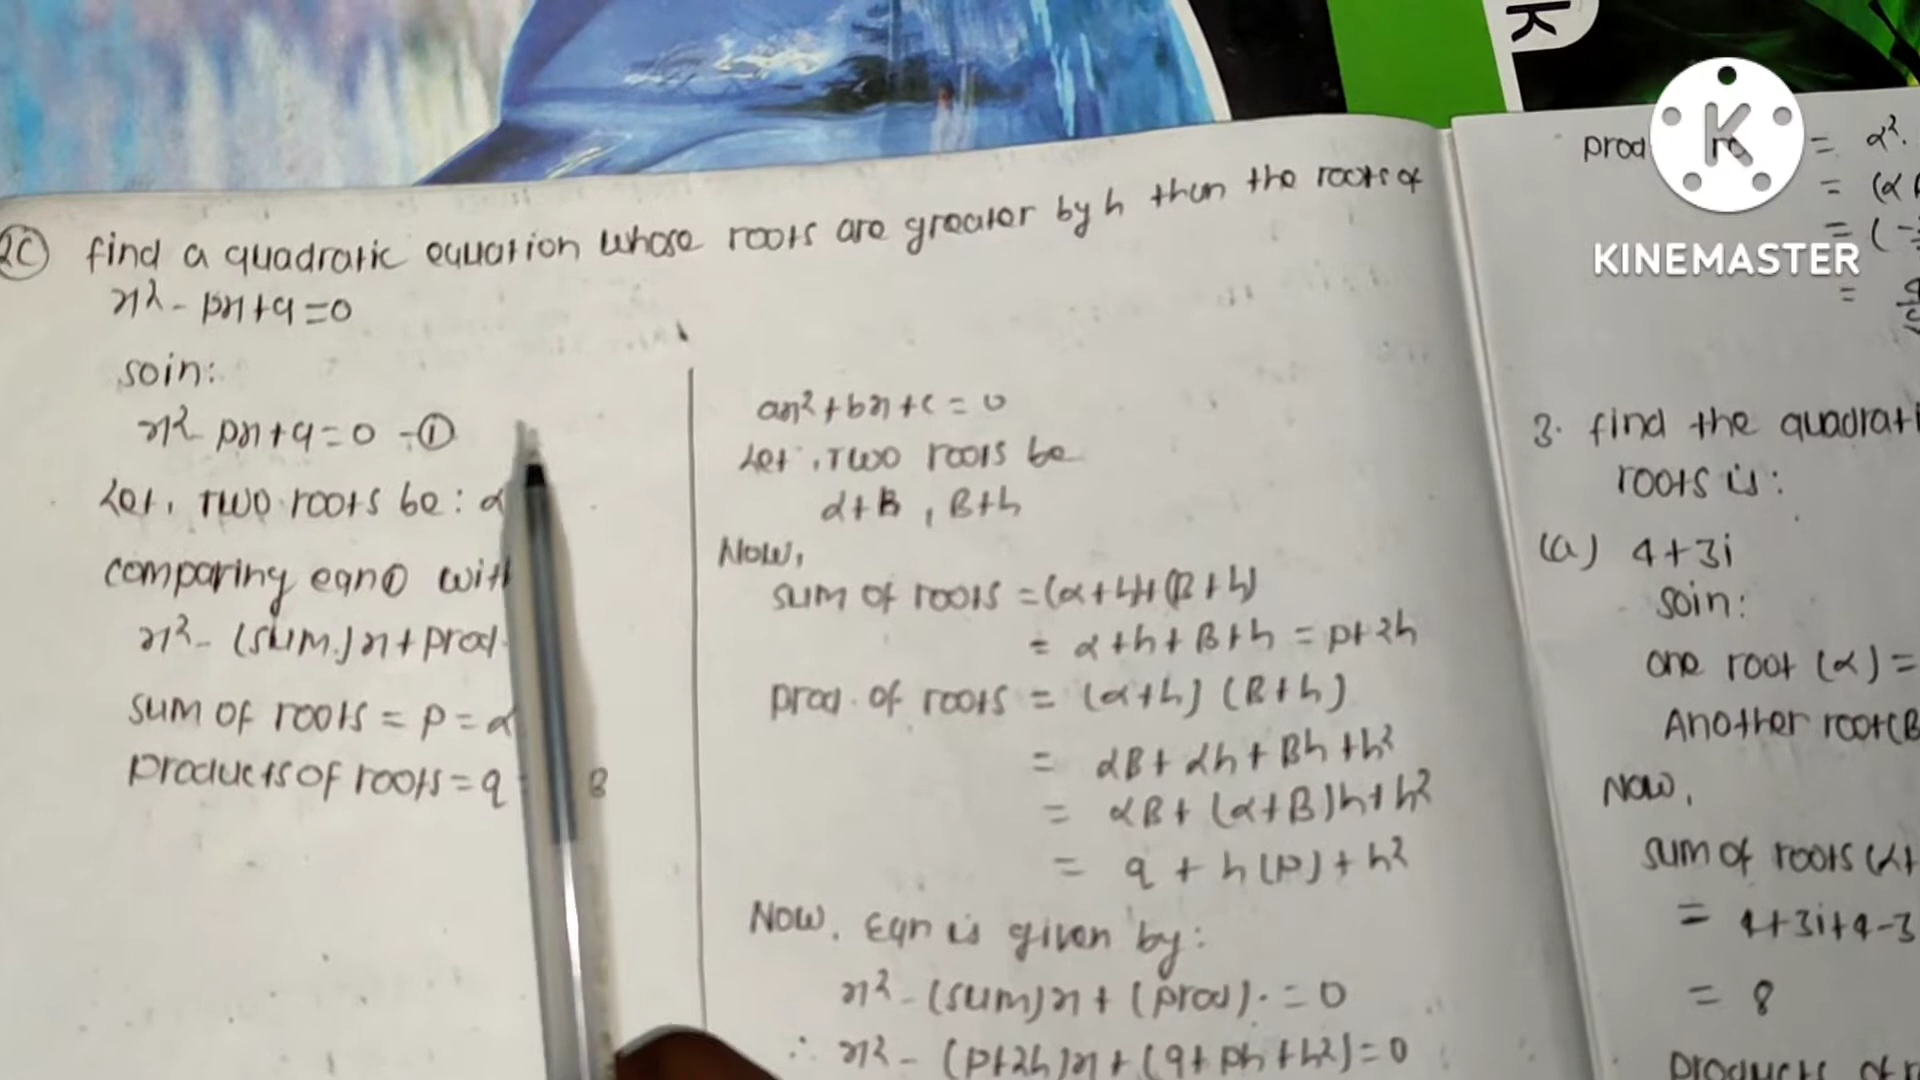 k
KINEMASTER
2C) find a quadratic equation whose roots are greater by h than the roots of
x² - px + q = 0
soln:
x² - px + q = 0 - ①
Let, Two roots be : α
comparing eqn ① with
x² - (sum.)x + prod.
sum of roots = p = α
products of roots = q B
ax² + bx + c = 0
Let, Two roots be
α+B, B+h
Now,
sum of roots = (α+h)+(B+h)
= α+h+B+h = p+2h
prod. of roots = (α+h) (B+h)
= αB + αh + Bh + h²
= αB + (α+B)h + h²
= q + h(p) + h²
Now, Eqn is given by:
x² - (sum)x + (prod). = 0
∴ x² - (p+2h)x + (q+ph+h²) = 0
prod = α².
= (α
= (-
=
3. find the quadrati
roots is:
(a) 4+3i
soln:
one root (α) =
Another root (B
Now,
sum of roots (α+
= 4+3i+4-3
= 8
products of r